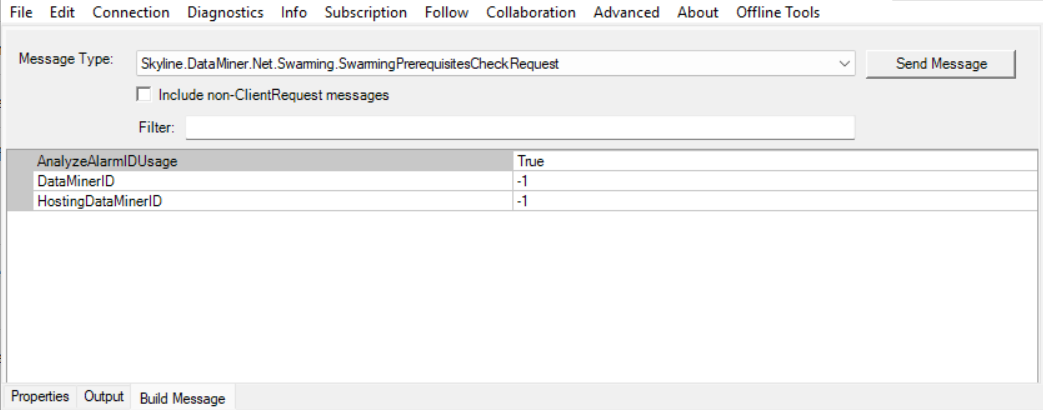 File Edit Connection Diagnostics Info Subscription Follow Collaboration Advanced About Offline Tools
Message Type: Skyline.DataMiner.Net.Swarming.SwarmingPrerequisitesCheckRequest Send Message
Include non-ClientRequest messages
Filter:
AnalyzeAlarmIDUsage True
DataMinerID -1
HostingDataMinerID -1
Properties Output Build Message